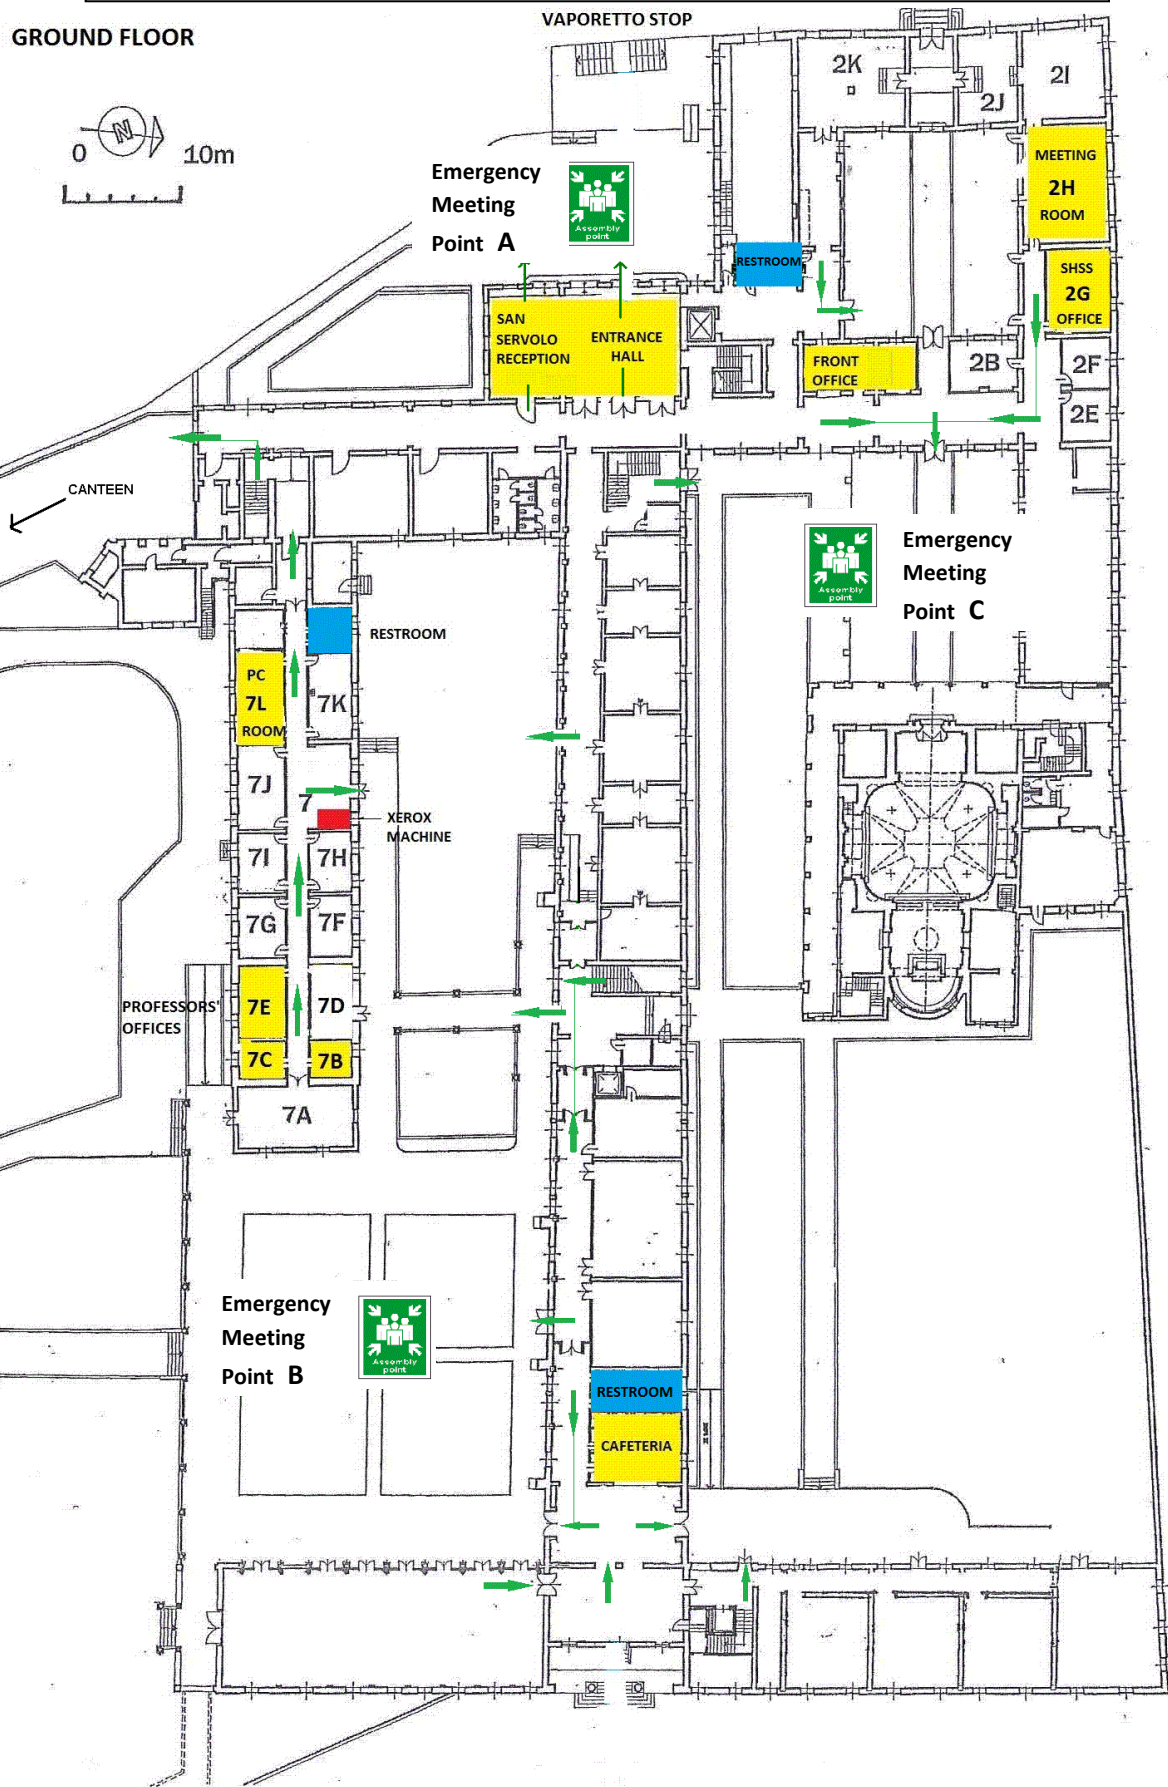 VAPORETTO STOP
GROUND FLOOR
N
0 10m
2K
2J
2I
Emergency
Meeting
Point A
Assembly
point
MEETING
2H
ROOM
RESTROOM
SHSS
2G
OFFICE
SAN
SERVOLO
RECEPTION
ENTRANCE
HALL
FRONT
OFFICE
2B
2F
2E
CANTEEN
Emergency
Meeting
Point C
Assembly
point
RESTROOM
PC
7L
ROOM
7K
7J
7
XEROX
MACHINE
7I
7H
7G
7F
PROFESSORS'
OFFICES
7E
7D
7C
7B
7A
Emergency
Meeting
Point B
Assembly
point
RESTROOM
CAFETERIA